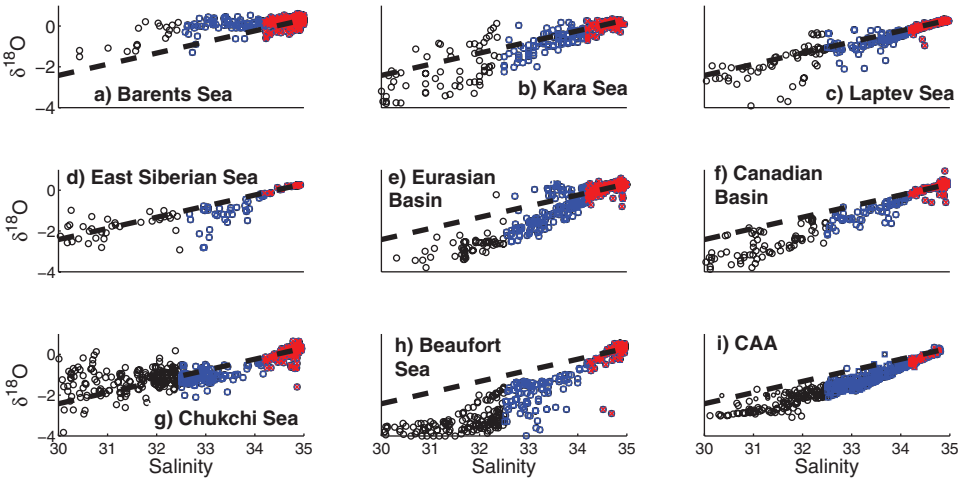 0
−2
−4
δ18O
a) Barents Sea
b) Kara Sea
c) Laptev Sea
0
−2
−4
δ18O
d) East Siberian Sea
e) Eurasian
Basin
f) Canadian
Basin
0
−2
−4
δ18O
g) Chukchi Sea
h) Beaufort
Sea
i) CAA
30 31 32 33 34 35
Salinity
30 31 32 33 34 35
Salinity
30 31 32 33 34 35
Salinity